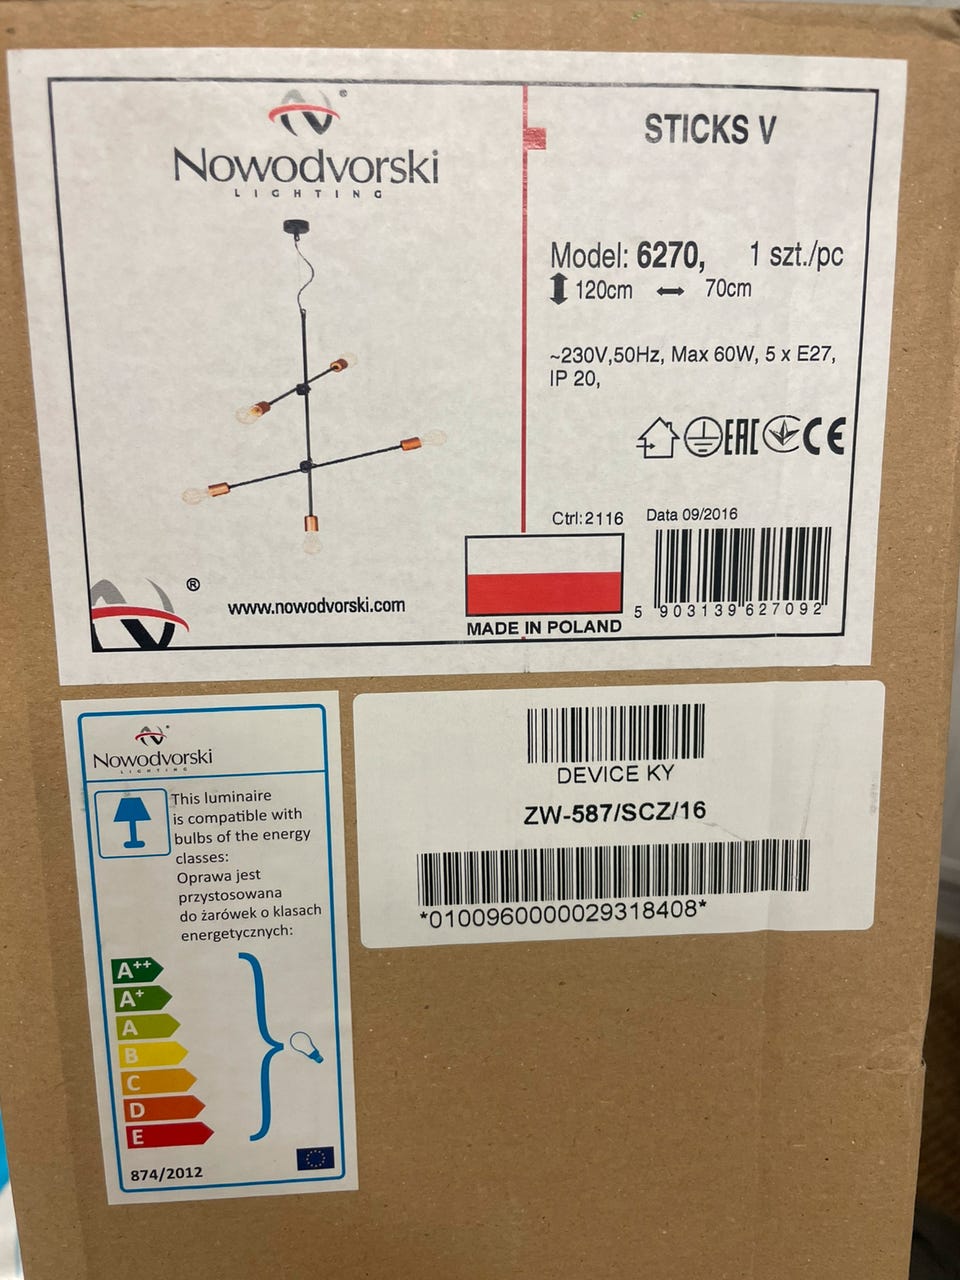 Nowodvorski
LIGHTING
STICKS V
Model: 6270, 1 szt./pc
120cm 70cm
~230V,50Hz, Max 60W, 5 x E27,
IP 20,
EAC CE
Ctrl:2116 Data 09/2016
®
www.nowodvorski.com
MADE IN POLAND
5 903139 627092
Nowodvorski
LIGHTING
This luminaire
is compatible with
bulbs of the energy
classes:
Oprawa jest
przystosowana
do żarówek o klasach
energetycznych:
A++
A+
A
B
C
D
E
874/2012
DEVICE KY
ZW-587/SCZ/16
*0100960000029318408*